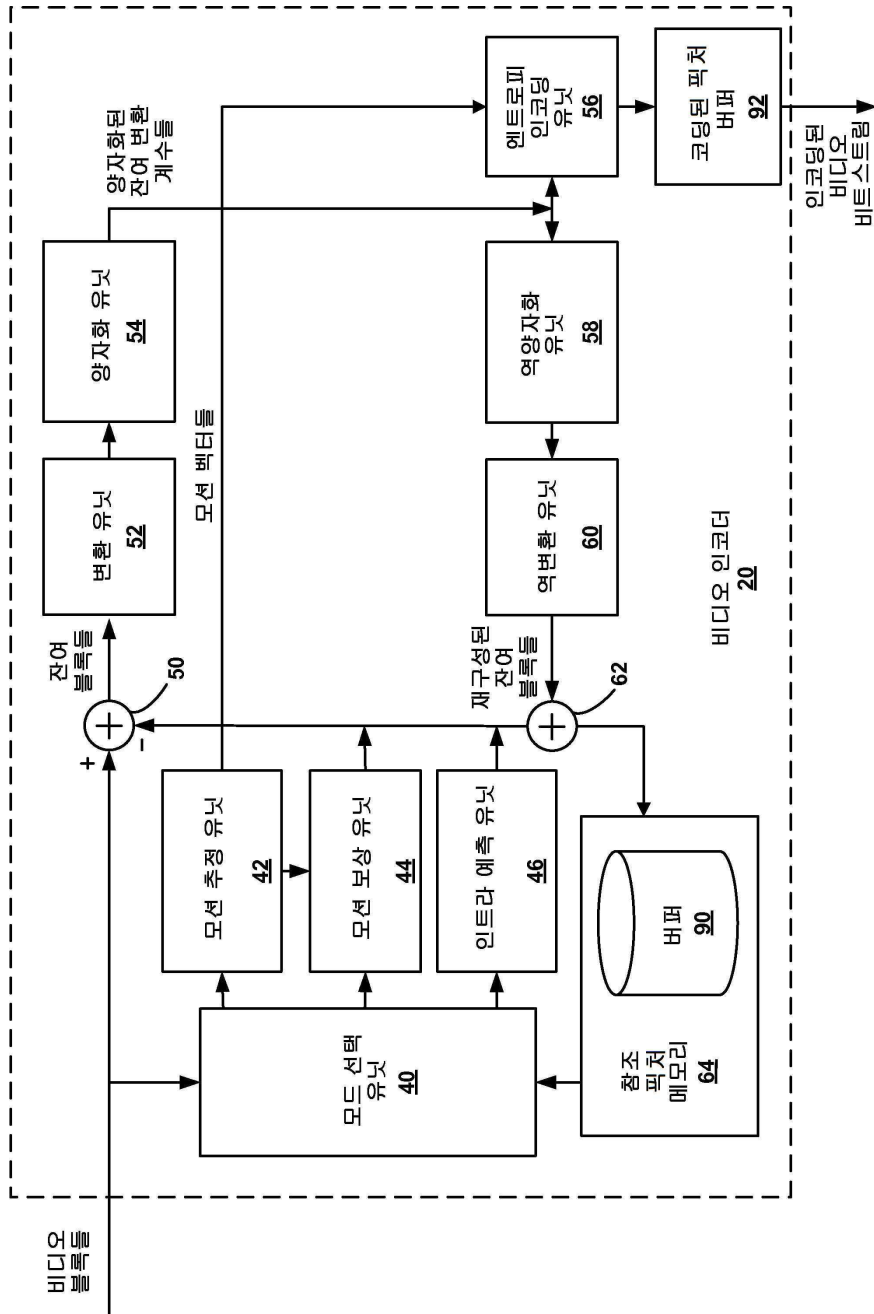 비디오
블록들
+
-
50
잔여
블록들
변환 유닛
52
양자화 유닛
54
양자화된
잔여 변환
계수들
모션 벡터들
모션 추정 유닛
42
모션 보상 유닛
44
인트라 예측 유닛
46
모드 선택
유닛
40
참조
픽처
메모리
64
버퍼
90
62
재구성된
잔여
블록들
역변환 유닛
60
역양자화
유닛
58
엔트로피
인코딩
유닛
56
코딩된 픽처
버퍼
92
인코딩된
비디오
비트스트림
비디오 인코더
20